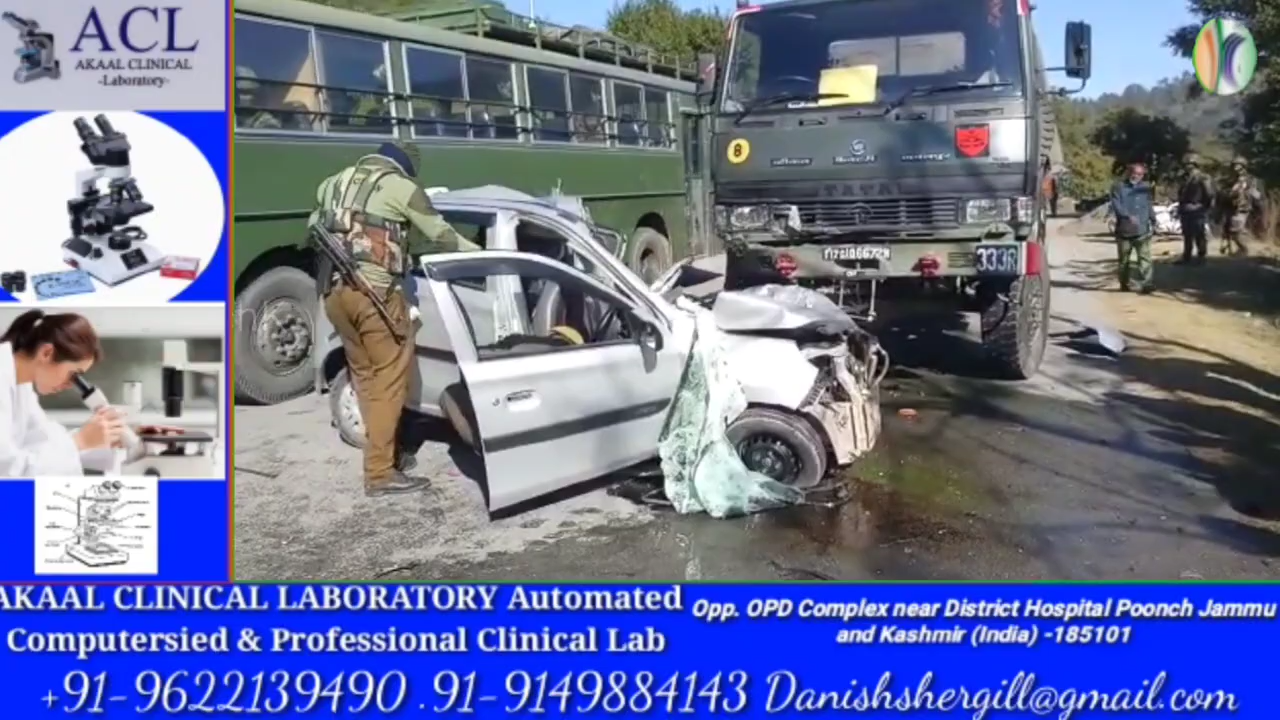 ACL
AKAAL CLINICAL
-Laboratory-
8
TATA
333R
AKAAL CLINICAL LABORATORY Automated
Computersied & Professional Clinical Lab
Opp. OPD Complex near District Hospital Poonch Jammu
and Kashmir (India) -185101
+91-9622139490 .91-9149884143 Danishshergill@gmail.com